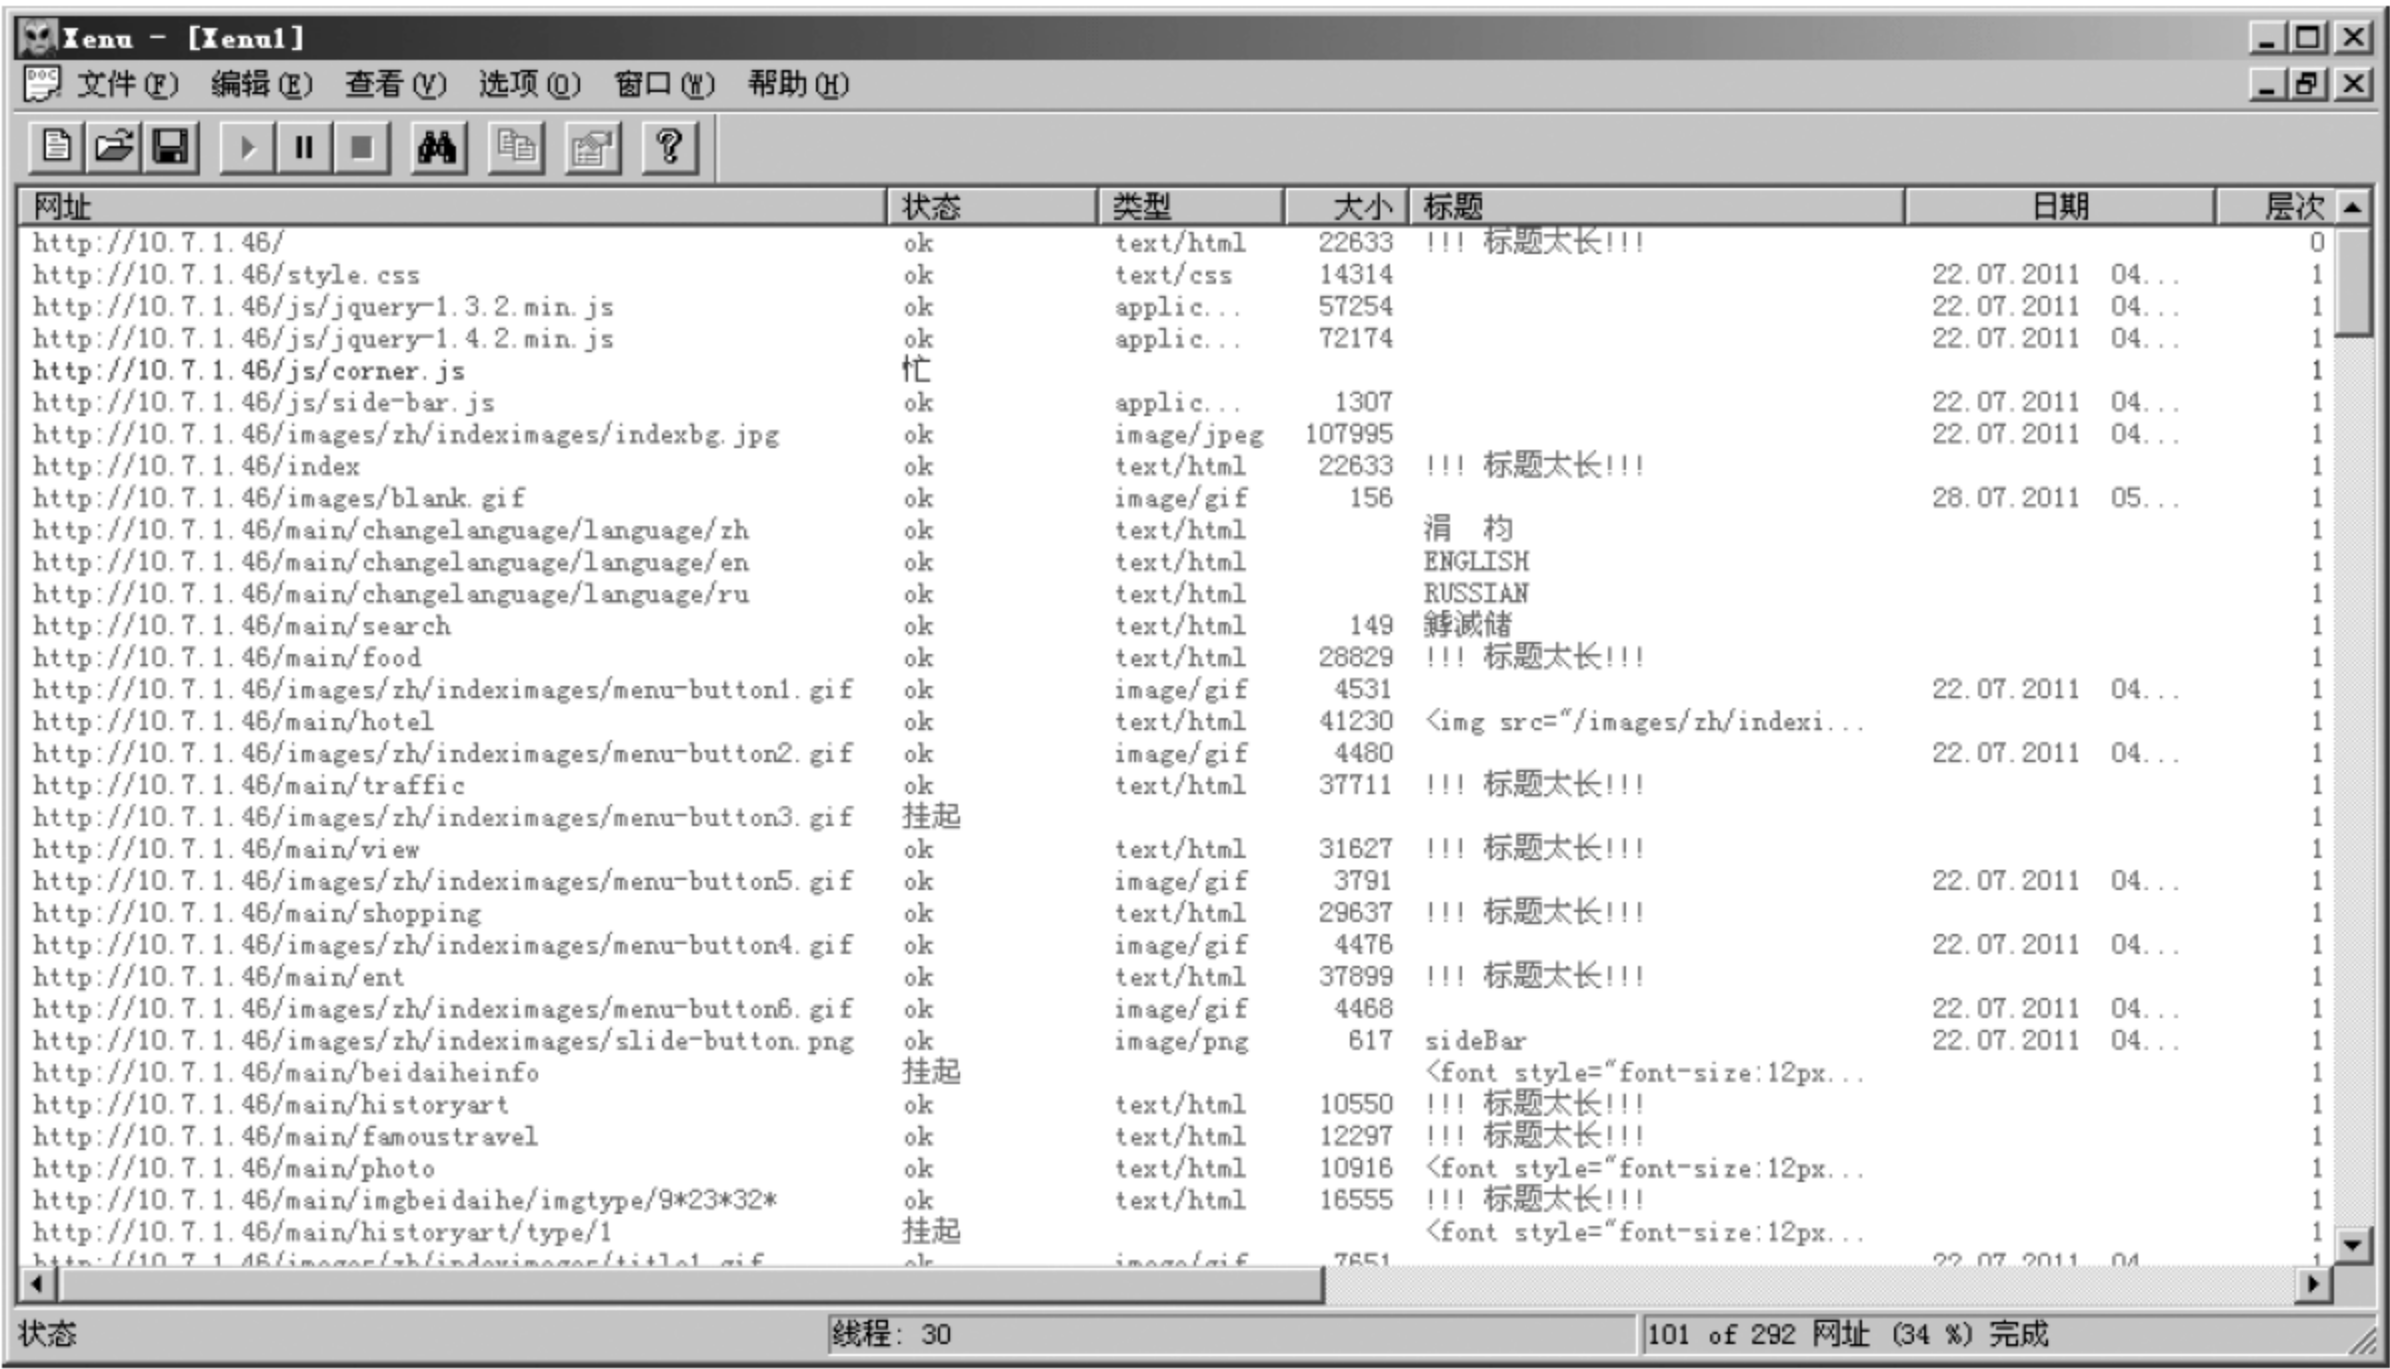 Xenu - [Xenu1]
文件(F) 编辑(E) 查看(V) 选项(O) 窗口(W) 帮助(H)
网址 状态 类型 大小 标题 日期 层次
http://10.7.1.46/ ok text/html 22633 !!! 标题太长!!! 0
http://10.7.1.46/style.css ok text/css 14314 22.07.2011 04... 1
http://10.7.1.46/js/jquery-1.3.2.min.js ok applic... 57254 22.07.2011 04... 1
http://10.7.1.46/js/jquery-1.4.2.min.js ok applic... 72174 22.07.2011 04... 1
http://10.7.1.46/js/corner.js 忙 1
http://10.7.1.46/js/side-bar.js ok applic... 1307 22.07.2011 04... 1
http://10.7.1.46/images/zh/indeximages/indexbg.jpg ok image/jpeg 107995 22.07.2011 04... 1
http://10.7.1.46/index ok text/html 22633 !!! 标题太长!!! 1
http://10.7.1.46/images/blank.gif ok image/gif 156 28.07.2011 05... 1
http://10.7.1.46/main/changelanguage/language/zh ok text/html 涓 枃 1
http://10.7.1.46/main/changelanguage/language/en ok text/html ENGLISH 1
http://10.7.1.46/main/changelanguage/language/ru ok text/html RUSSIAN 1
http://10.7.1.46/main/search ok text/html 149 1
http://10.7.1.46/main/food ok text/html 28829 !!! 标题太长!!! 1
http://10.7.1.46/images/zh/indeximages/menu-button1.gif ok image/gif 4531 22.07.2011 04... 1
http://10.7.1.46/main/hotel ok text/html 41230 <img src="/images/zh/indexi... 1
http://10.7.1.46/images/zh/indeximages/menu-button2.gif ok image/gif 4480 22.07.2011 04... 1
http://10.7.1.46/main/traffic ok text/html 37711 !!! 标题太长!!! 1
http://10.7.1.46/images/zh/indeximages/menu-button3.gif 挂起 1
http://10.7.1.46/main/view ok text/html 31627 !!! 标题太长!!! 1
http://10.7.1.46/images/zh/indeximages/menu-button5.gif ok image/gif 3791 22.07.2011 04... 1
http://10.7.1.46/main/shopping ok text/html 29637 !!! 标题太长!!! 1
http://10.7.1.46/images/zh/indeximages/menu-button4.gif ok image/gif 4476 22.07.2011 04... 1
http://10.7.1.46/main/ent ok text/html 37899 !!! 标题太长!!! 1
http://10.7.1.46/images/zh/indeximages/menu-button6.gif ok image/gif 4468 22.07.2011 04... 1
http://10.7.1.46/images/zh/indeximages/slide-button.png ok image/png 617 sideBar 22.07.2011 04... 1
http://10.7.1.46/main/beidaiheinfo 挂起 <font style="font-size:12px... 1
http://10.7.1.46/main/historyart ok text/html 10550 !!! 标题太长!!! 1
http://10.7.1.46/main/famoustravel ok text/html 12297 !!! 标题太长!!! 1
http://10.7.1.46/main/photo ok text/html 10916 <font style="font-size:12px... 1
http://10.7.1.46/main/imgbeidaihe/imgtype/9*23*32* ok text/html 16555 !!! 标题太长!!! 1
http://10.7.1.46/main/historyart/type/1 挂起 <font style="font-size:12px... 1
http://10.7.1.46/images/zh/indeximages/title1.gif ok image/gif 7651 22.07.2011 04 1
状态 线程: 30 101 of 292 网址 (34 %) 完成